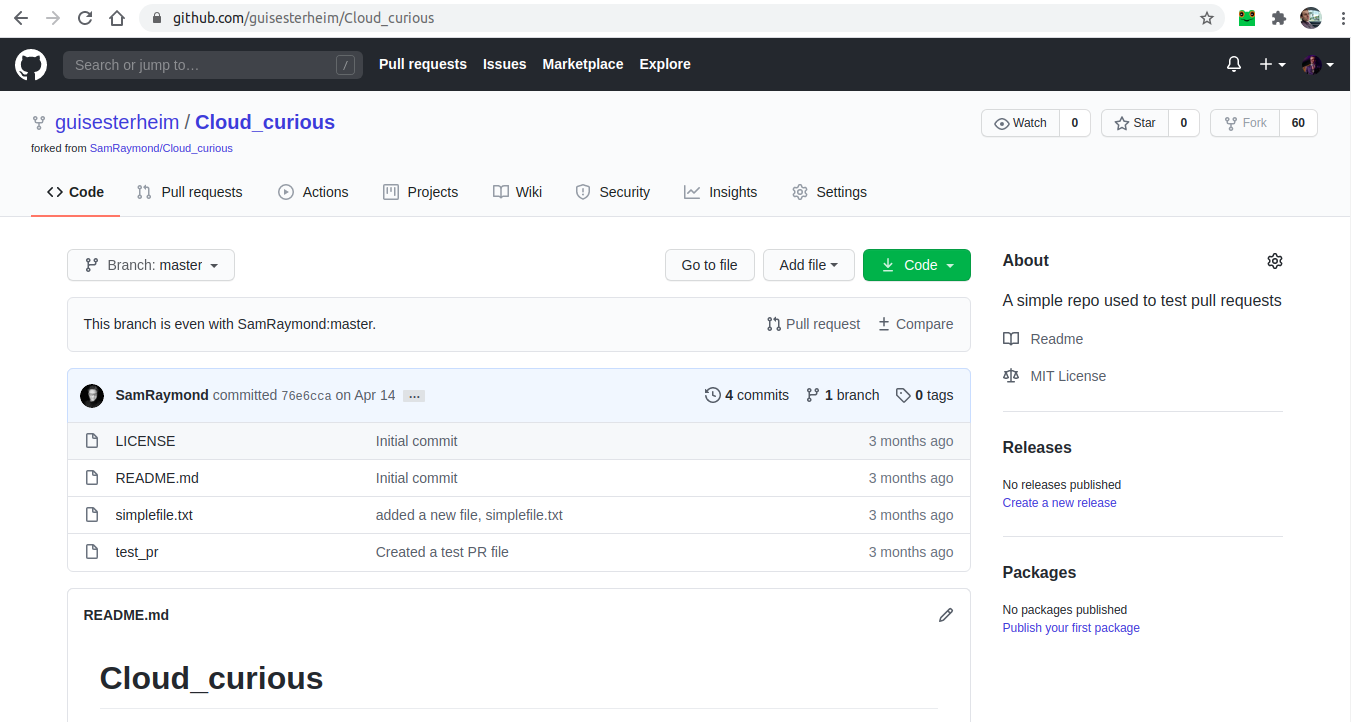 github.com/guisesterheim/Cloud_curious
Search or jump to… /
Pull requests Issues Marketplace Explore
guisesterheim / Cloud_curious
Watch 0 Star 0 Fork 60
forked from SamRaymond/Cloud_curious
Code Pull requests Actions Projects Wiki Security Insights Settings
Branch: master Go to file Add file Code
This branch is even with SamRaymond:master. Pull request Compare
SamRaymond committed 76e6cca on Apr 14 … 4 commits 1 branch 0 tags
LICENSE Initial commit 3 months ago
README.md Initial commit 3 months ago
simplefile.txt added a new file, simplefile.txt 3 months ago
test_pr Created a test PR file 3 months ago
README.md
Cloud_curious
About
A simple repo used to test pull requests
Readme
MIT License
Releases
No releases published
Create a new release
Packages
No packages published
Publish your first package